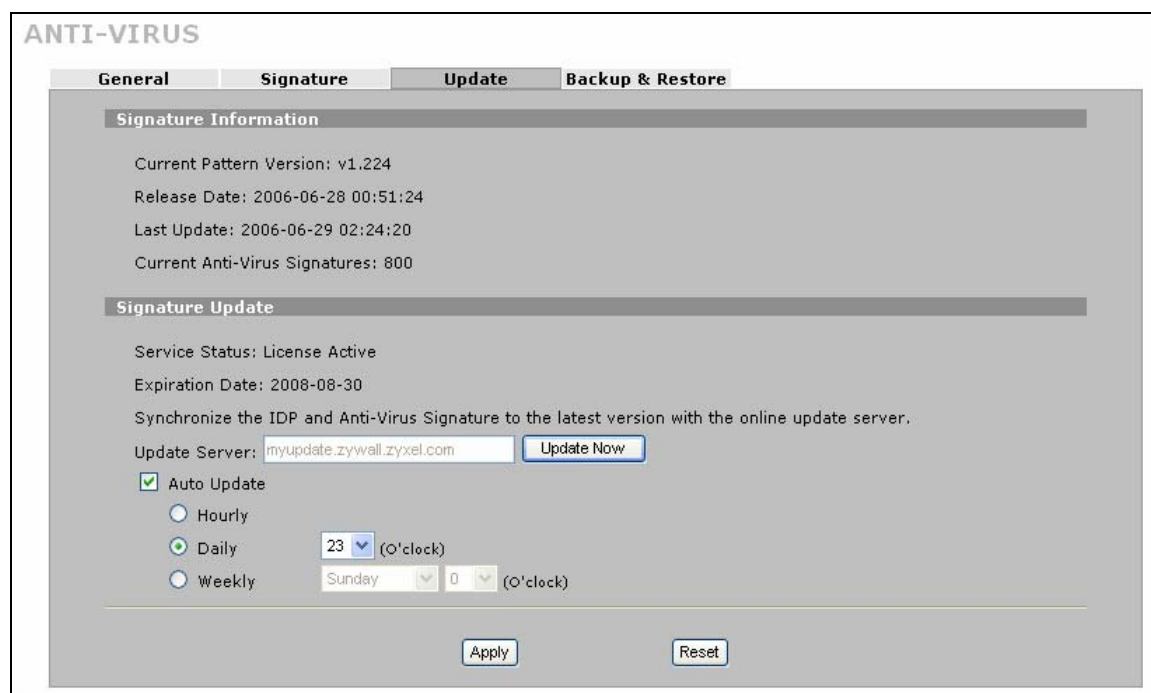 ANTI-VIRUS
General Signature Update Backup & Restore
Signature Information
Current Pattern Version: v1.224
Release Date: 2006-06-28 00:51:24
Last Update: 2006-06-29 02:24:20
Current Anti-Virus Signatures: 800
Signature Update
Service Status: License Active
Expiration Date: 2008-08-30
Synchronize the IDP and Anti-Virus Signature to the latest version with the online update server.
Update Server: myupdate.zywall.zyxel.com Update Now
Auto Update
Hourly
Daily 23 (O'clock)
Weekly Sunday 0 (O'clock)
Apply Reset